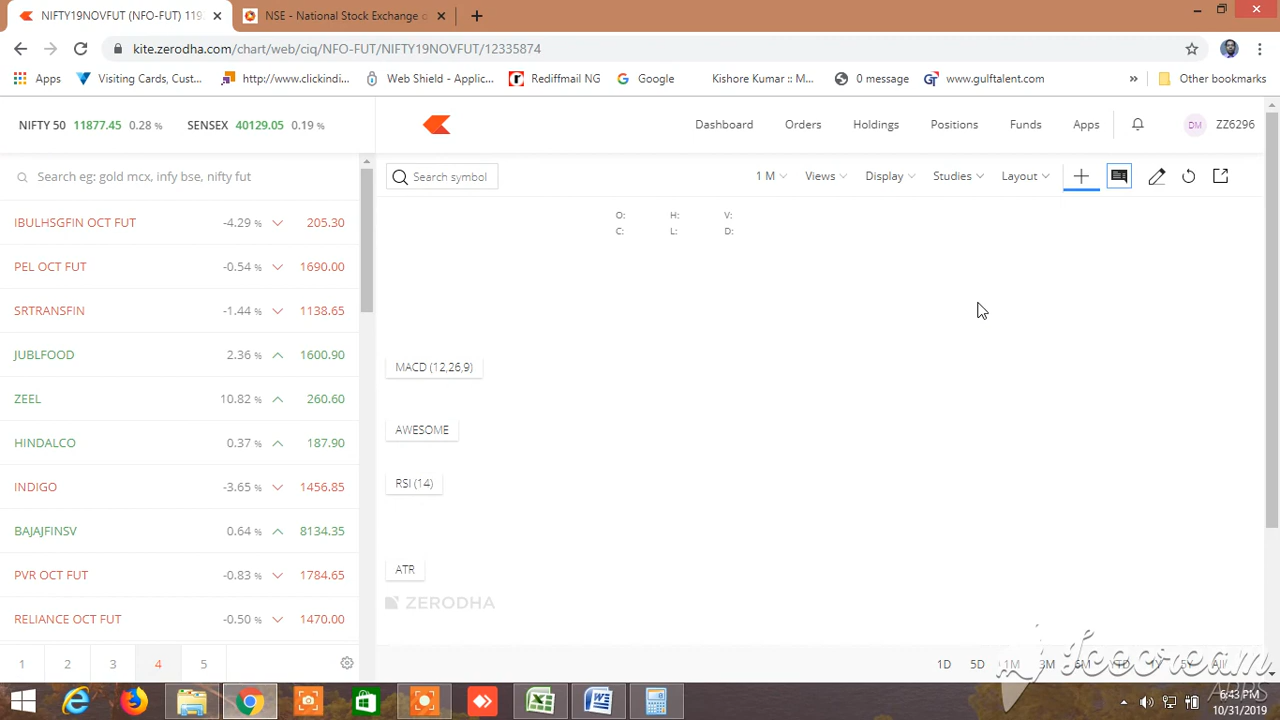 NIFTY19NOVFUT (NFO-FUT) 119
NSE - National Stock Exchange o
kite.zerodha.com/chart/web/ciq/NFO-FUT/NIFTY19NOVFUT/12335874
Apps Visiting Cards, Cust... http://www.clickindi... Web Shield - Applic... Rediffmail NG Google Kishore Kumar :: M... 0 message www.gulftalent.com » Other bookmarks
NIFTY 50 11877.45 0.28 % SENSEX 40129.05 0.19 %
Dashboard Orders Holdings Positions Funds Apps DM ZZ6296
Search eg: gold mcx, infy bse, nifty fut
Search symbol 1 M Views Display Studies Layout
O: H: V:
C: L: D:
IBULHSGFIN OCT FUT -4.29 % 205.30
PEL OCT FUT -0.54 % 1690.00
SRTRANSFIN -1.44 % 1138.65
JUBLFOOD 2.36 % 1600.90
ZEEL 10.82 % 260.60
HINDALCO 0.37 % 187.90
INDIGO -3.65 % 1456.85
BAJAJFINSV 0.64 % 8134.35
PVR OCT FUT -0.83 % 1784.65
RELIANCE OCT FUT -0.50 % 1470.00
MACD (12,26,9)
AWESOME
RSI (14)
ATR
ZERODHA
1 2 3 4 5
1D 5D 1M 3M 6M YTD 1Y 5Y All
Icecream
APPS
6:43 PM
10/31/2019